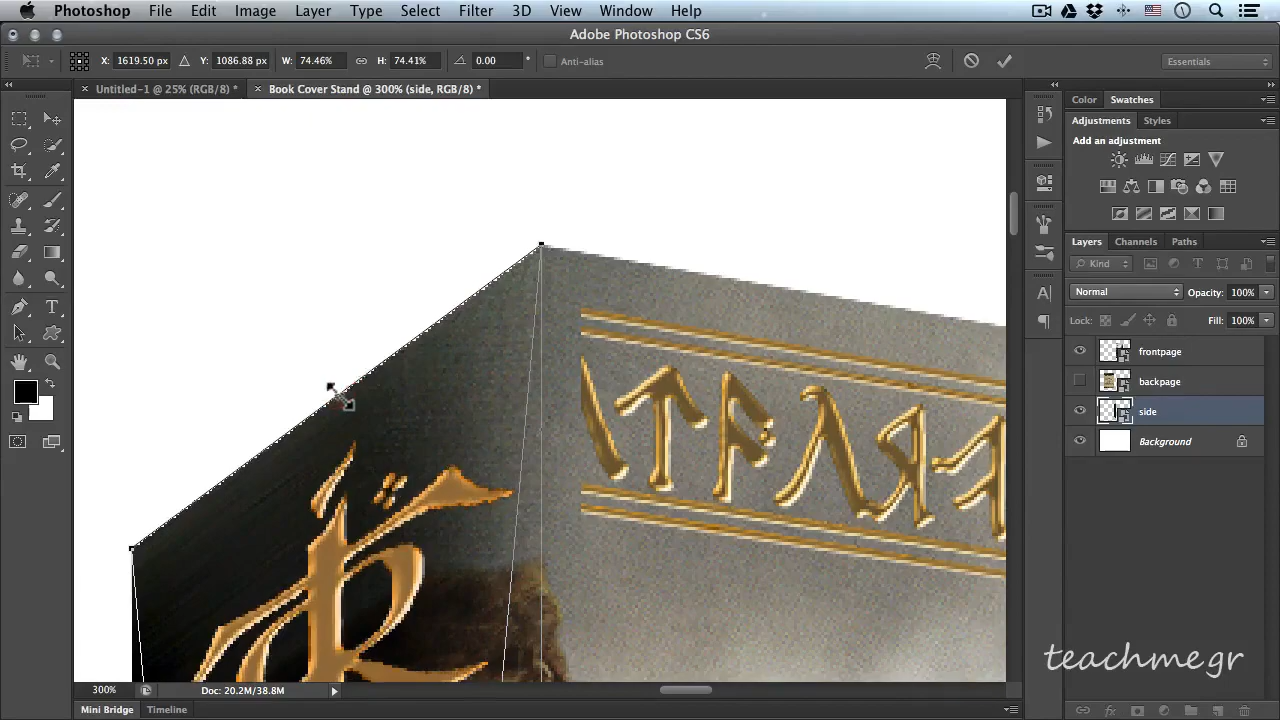 Photoshop File Edit Image Layer Type Select Filter 3D View Window Help
Adobe Photoshop CS6
X: 1619.50 px Y: 1086.88 px W: 74.46% H: 74.41% 0.00 ° Anti-alias Essentials
Untitled-1 @ 25% (RGB/8) * Book Cover Stand @ 300% (side, RGB/8) *
Color Swatches
Adjustments Styles
Add an adjustment
Layers Channels Paths
Kind
Normal Opacity: 100%
Lock: Fill: 100%
frontpage
backpage
side
Background
teachme.gr
300% Doc: 20.2M/38.8M
Mini Bridge Timeline